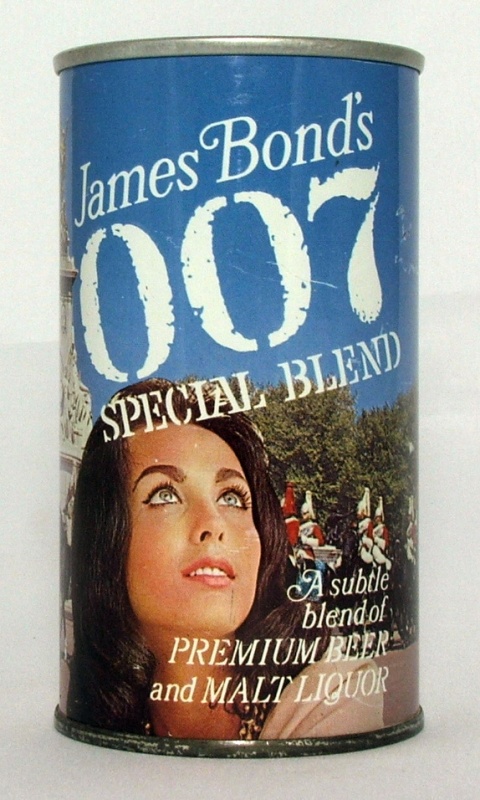 James Bond's
007
SPECIAL BLEND
A subtle
blend of
PREMIUM BEER
and MALT LIQUOR